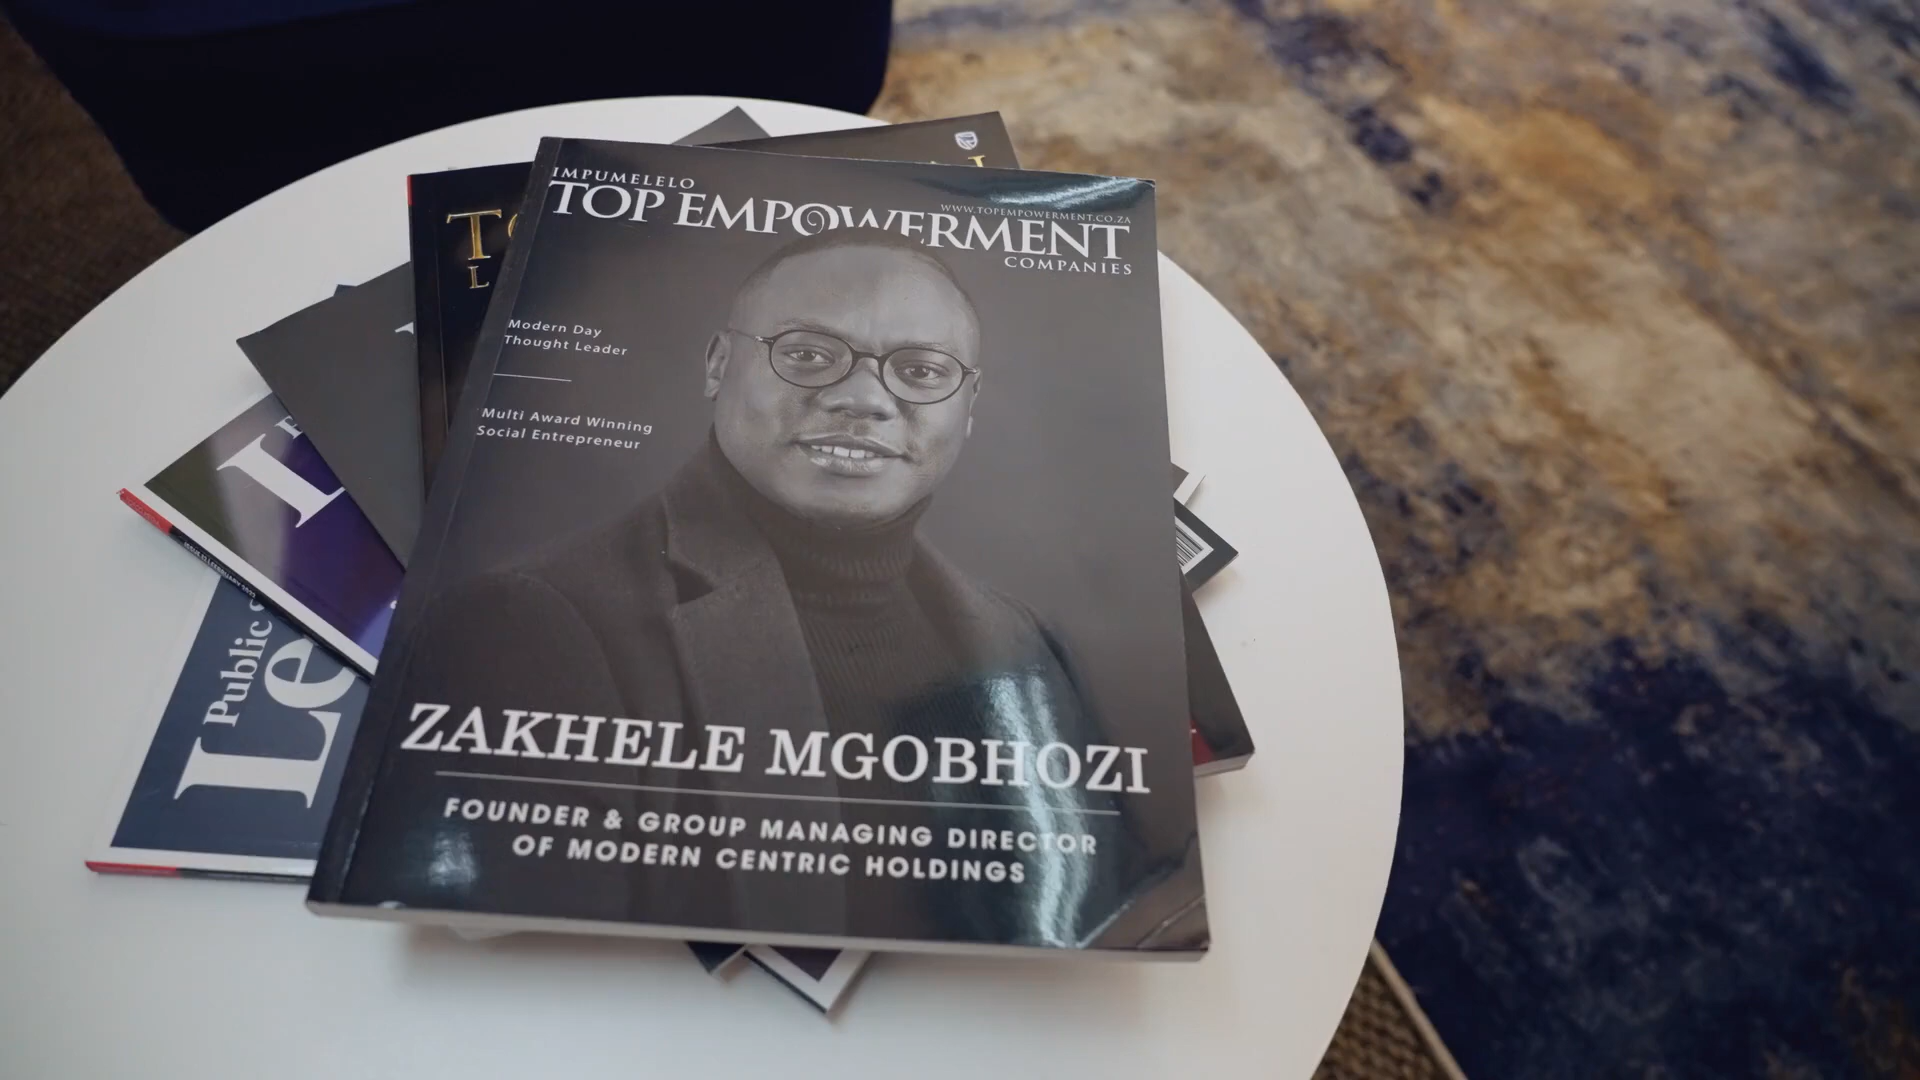 IMPUMELELO
TOP EMPOWERMENT
WWW.TOPEMPOWERMENT.CO.ZA
COMPANIES
Modern Day
Thought Leader
Multi Award Winning
Social Entrepreneur
ZAKHELE MGOBHOZI
FOUNDER & GROUP MANAGING DIRECTOR
OF MODERN CENTRIC HOLDINGS
Public
Le